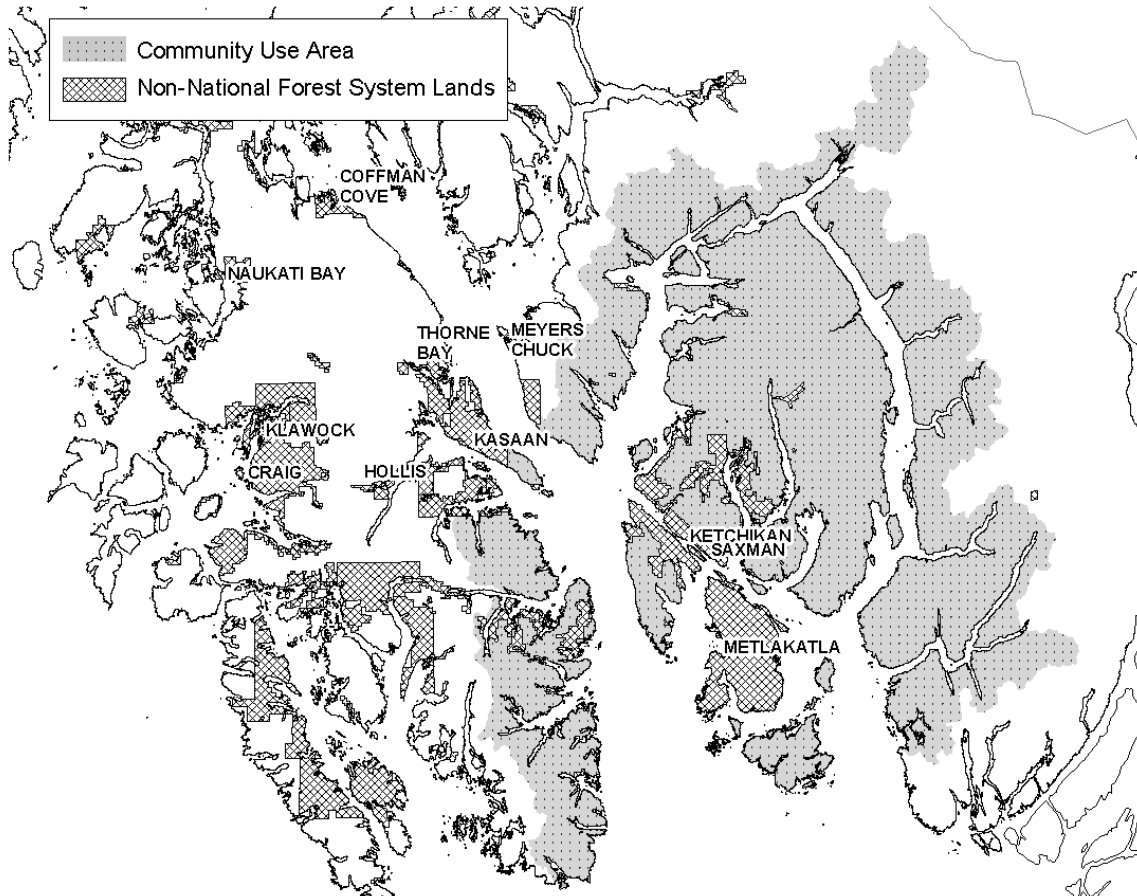 Community Use Area
Non-National Forest System Lands
COFFMAN
COVE
NAUKATI BAY
THORNE
BAY
MEYERS
CHUCK
KLAWOCK
KASAAN
CRAIG
HOLLIS
KETCHIKAN
SAXMAN
METLAKATLA